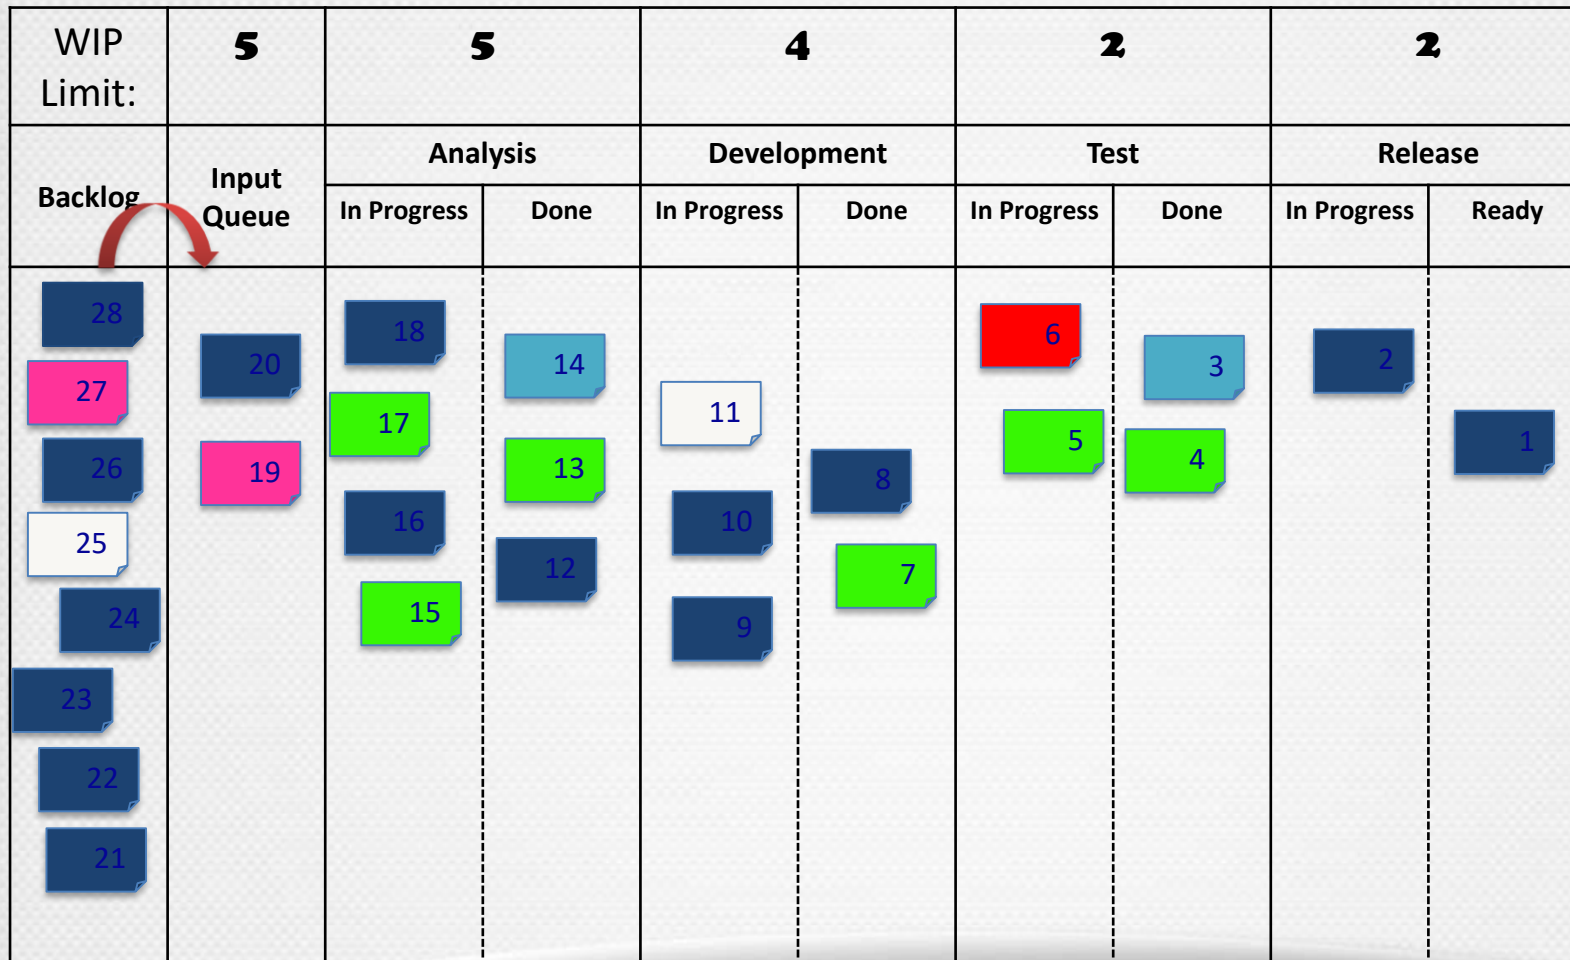 WIP
Limit:
5
5
4
2
2
Backlog
Input
Queue
Analysis
Development
Test
Release
In Progress
Done
In Progress
Done
In Progress
Done
In Progress
Ready
28
27
26
25
24
23
22
21
20
19
18
17
16
15
14
13
12
11
10
9
8
7
6
5
3
4
2
1